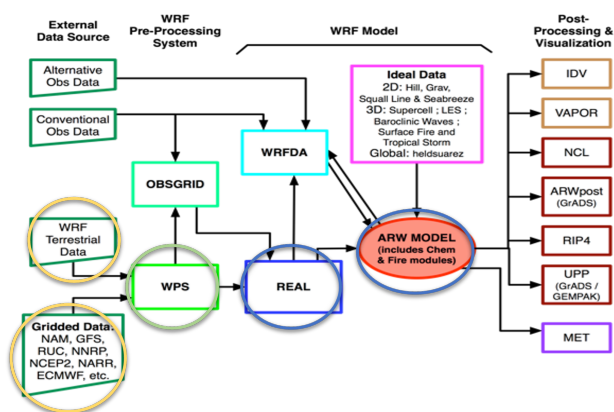 External
Data Source
WRF
Pre-Processing
System
WRF Model
Post-
Processing &
Visualization
Alternative
Obs Data
Conventional
Obs Data
WRF
Terrestrial
Data
Gridded Data:
NAM, GFS,
RUC, NNRP,
NCEP2, NARR,
ECMWF, etc.
OBSGRID
WPS
WRFDA
REAL
Ideal Data
2D: Hill, Grav,
Squall Line & Seabreeze
3D: Supercell ; LES ;
Baroclinic Waves ;
Surface Fire and
Tropical Storm
Global: heldsuarez
ARW MODEL
(includes Chem
& Fire modules)
IDV
VAPOR
NCL
ARWpost
(GrADS)
RIP4
UPP
(GrADS /
GEMPAK)
MET